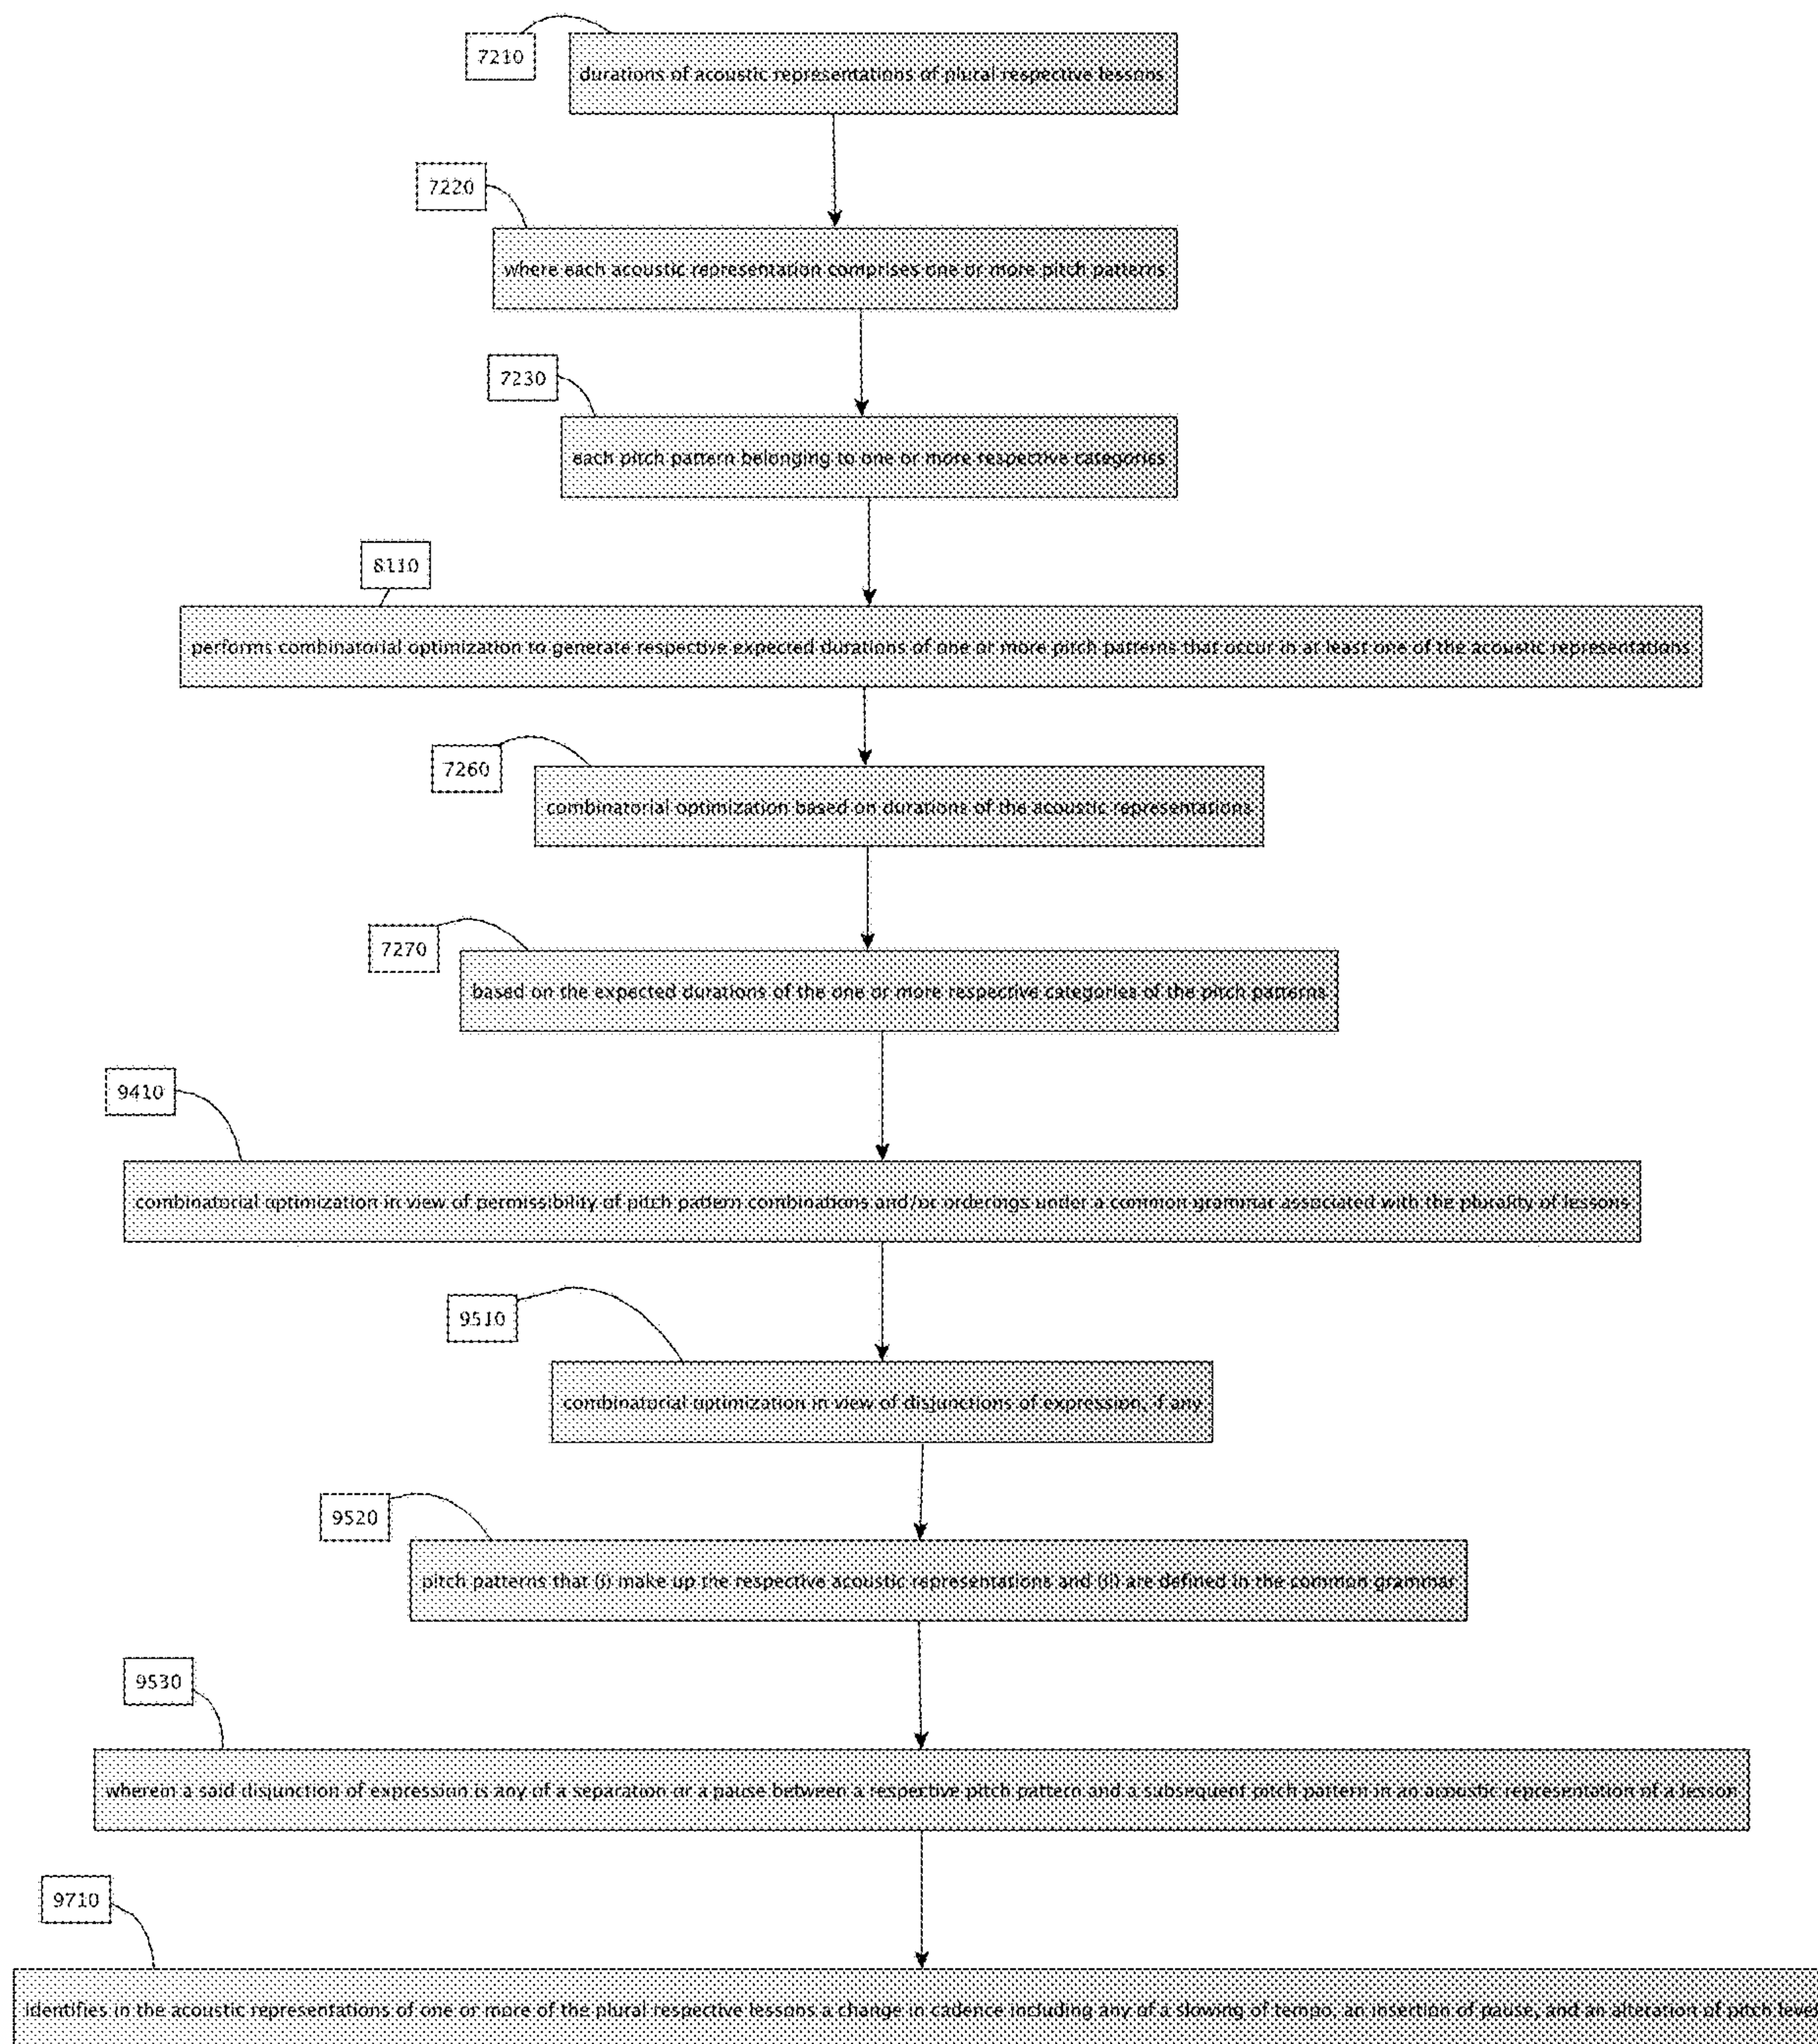 7210
durations of acoustic representations of plural respective lessons
7220
where each acoustic representation comprises one or more pitch patterns
7230
each pitch pattern belonging to one or more respective categories
8110
performs combinatorial optimization to generate respective expected durations of one or more pitch patterns that occur in at least one of the acoustic representations
7260
combinatorial optimization based on durations of the acoustic representations
7270
based on the expected durations of the one or more respective categories of the pitch patterns
9410
combinatorial optimization in view of permissibility of pitch pattern combinations and/or orderings under a common grammar associated with the plurality of lessons
9510
combinatorial optimization in view of disjunctions of expression, if any
9520
pitch patterns that (i) make up the respective acoustic representations and (ii) are defined in the common grammar
9530
wherein a said disjunction of expression is any of a separation or a pause between a respective pitch pattern and a subsequent pitch pattern in an acoustic representation of a lesson
9710
identifies in the acoustic representations of one or more of the plural respective lessons a change in cadence including any of a slowing of tempo, an insertion of pause, and an alteration of pitch level